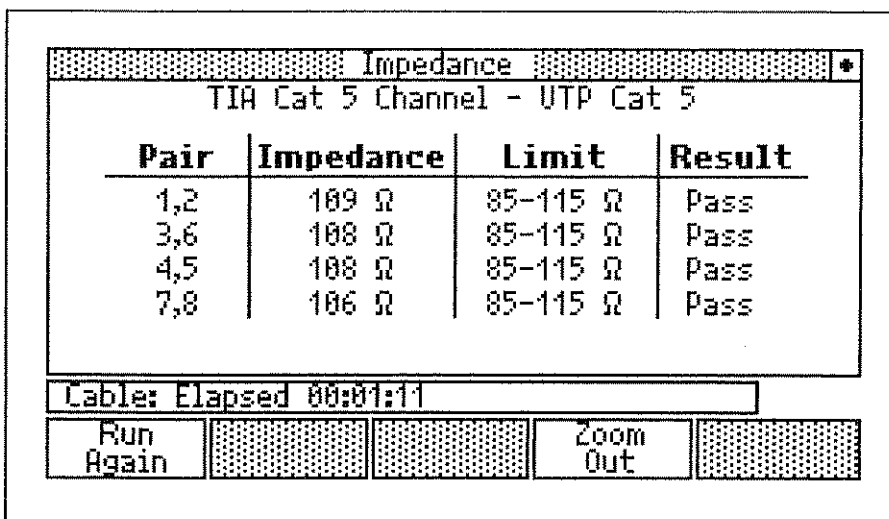 Impedance
TIA Cat 5 Channel - UTP Cat 5
Pair Impedance Limit Result
1,2 109 Ω 85-115 Ω Pass
3,6 108 Ω 85-115 Ω Pass
4,5 108 Ω 85-115 Ω Pass
7,8 106 Ω 85-115 Ω Pass
Cable: Elapsed 00:01:11
Run Again
Zoom Out